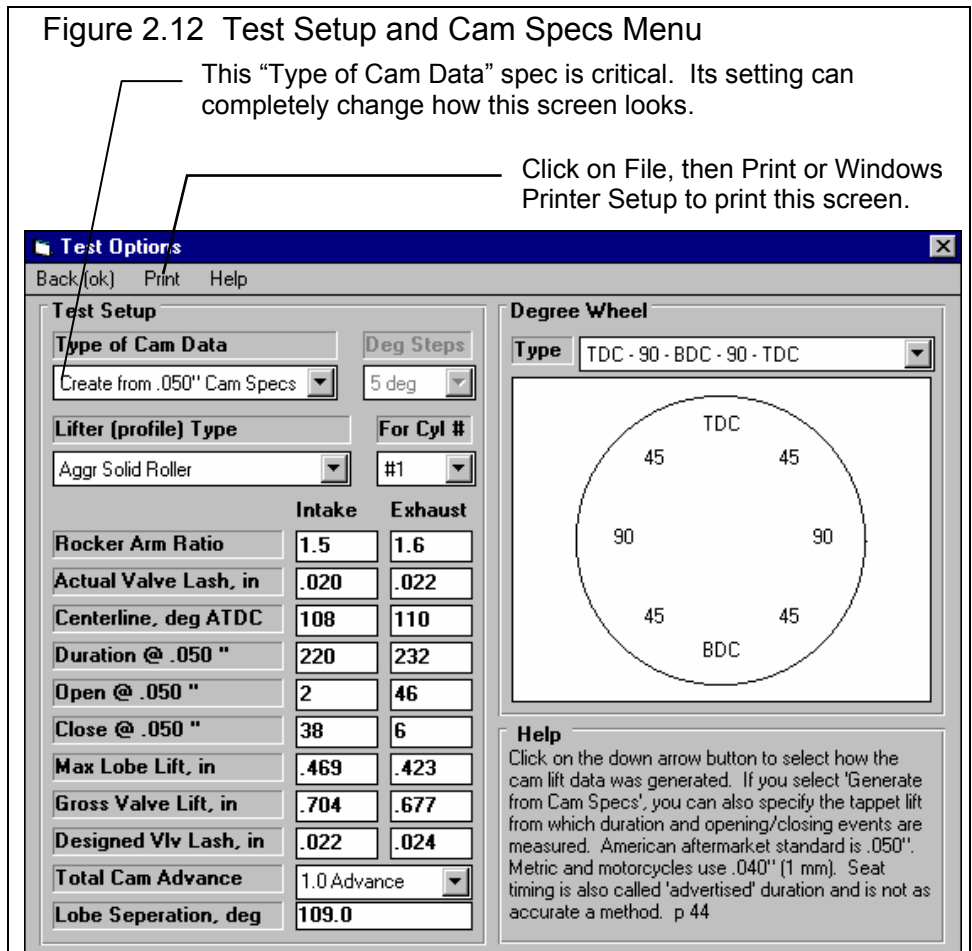 Figure 2.12 Test Setup and Cam Specs Menu
This “Type of Cam Data” spec is critical. Its setting can
completely change how this screen looks.
Click on File, then Print or Windows
Printer Setup to print this screen.
Test Options
Back (ok) Print Help
Test Setup
Type of Cam Data Deg Steps
Create from .050" Cam Specs 5 deg
Lifter (profile) Type For Cyl #
Aggr Solid Roller #1
Intake Exhaust
Rocker Arm Ratio 1.5 1.6
Actual Valve Lash, in .020 .022
Centerline, deg ATDC 108 110
Duration @ .050 " 220 232
Open @ .050 " 2 46
Close @ .050 " 38 6
Max Lobe Lift, in .469 .423
Gross Valve Lift, in .704 .677
Designed Vlv Lash, in .022 .024
Total Cam Advance 1.0 Advance
Lobe Seperation, deg 109.0
Degree Wheel
Type TDC - 90 - BDC - 90 - TDC
TDC
45 45
90 90
45 45
BDC
Help
Click on the down arrow button to select how the
cam lift data was generated. If you select 'Generate
from Cam Specs', you can also specify the tappet lift
from which duration and opening/closing events are
measured. American aftermarket standard is .050".
Metric and motorcycles use .040" (1 mm). Seat
timing is also called 'advertised' duration and is not as
accurate a method. p 44